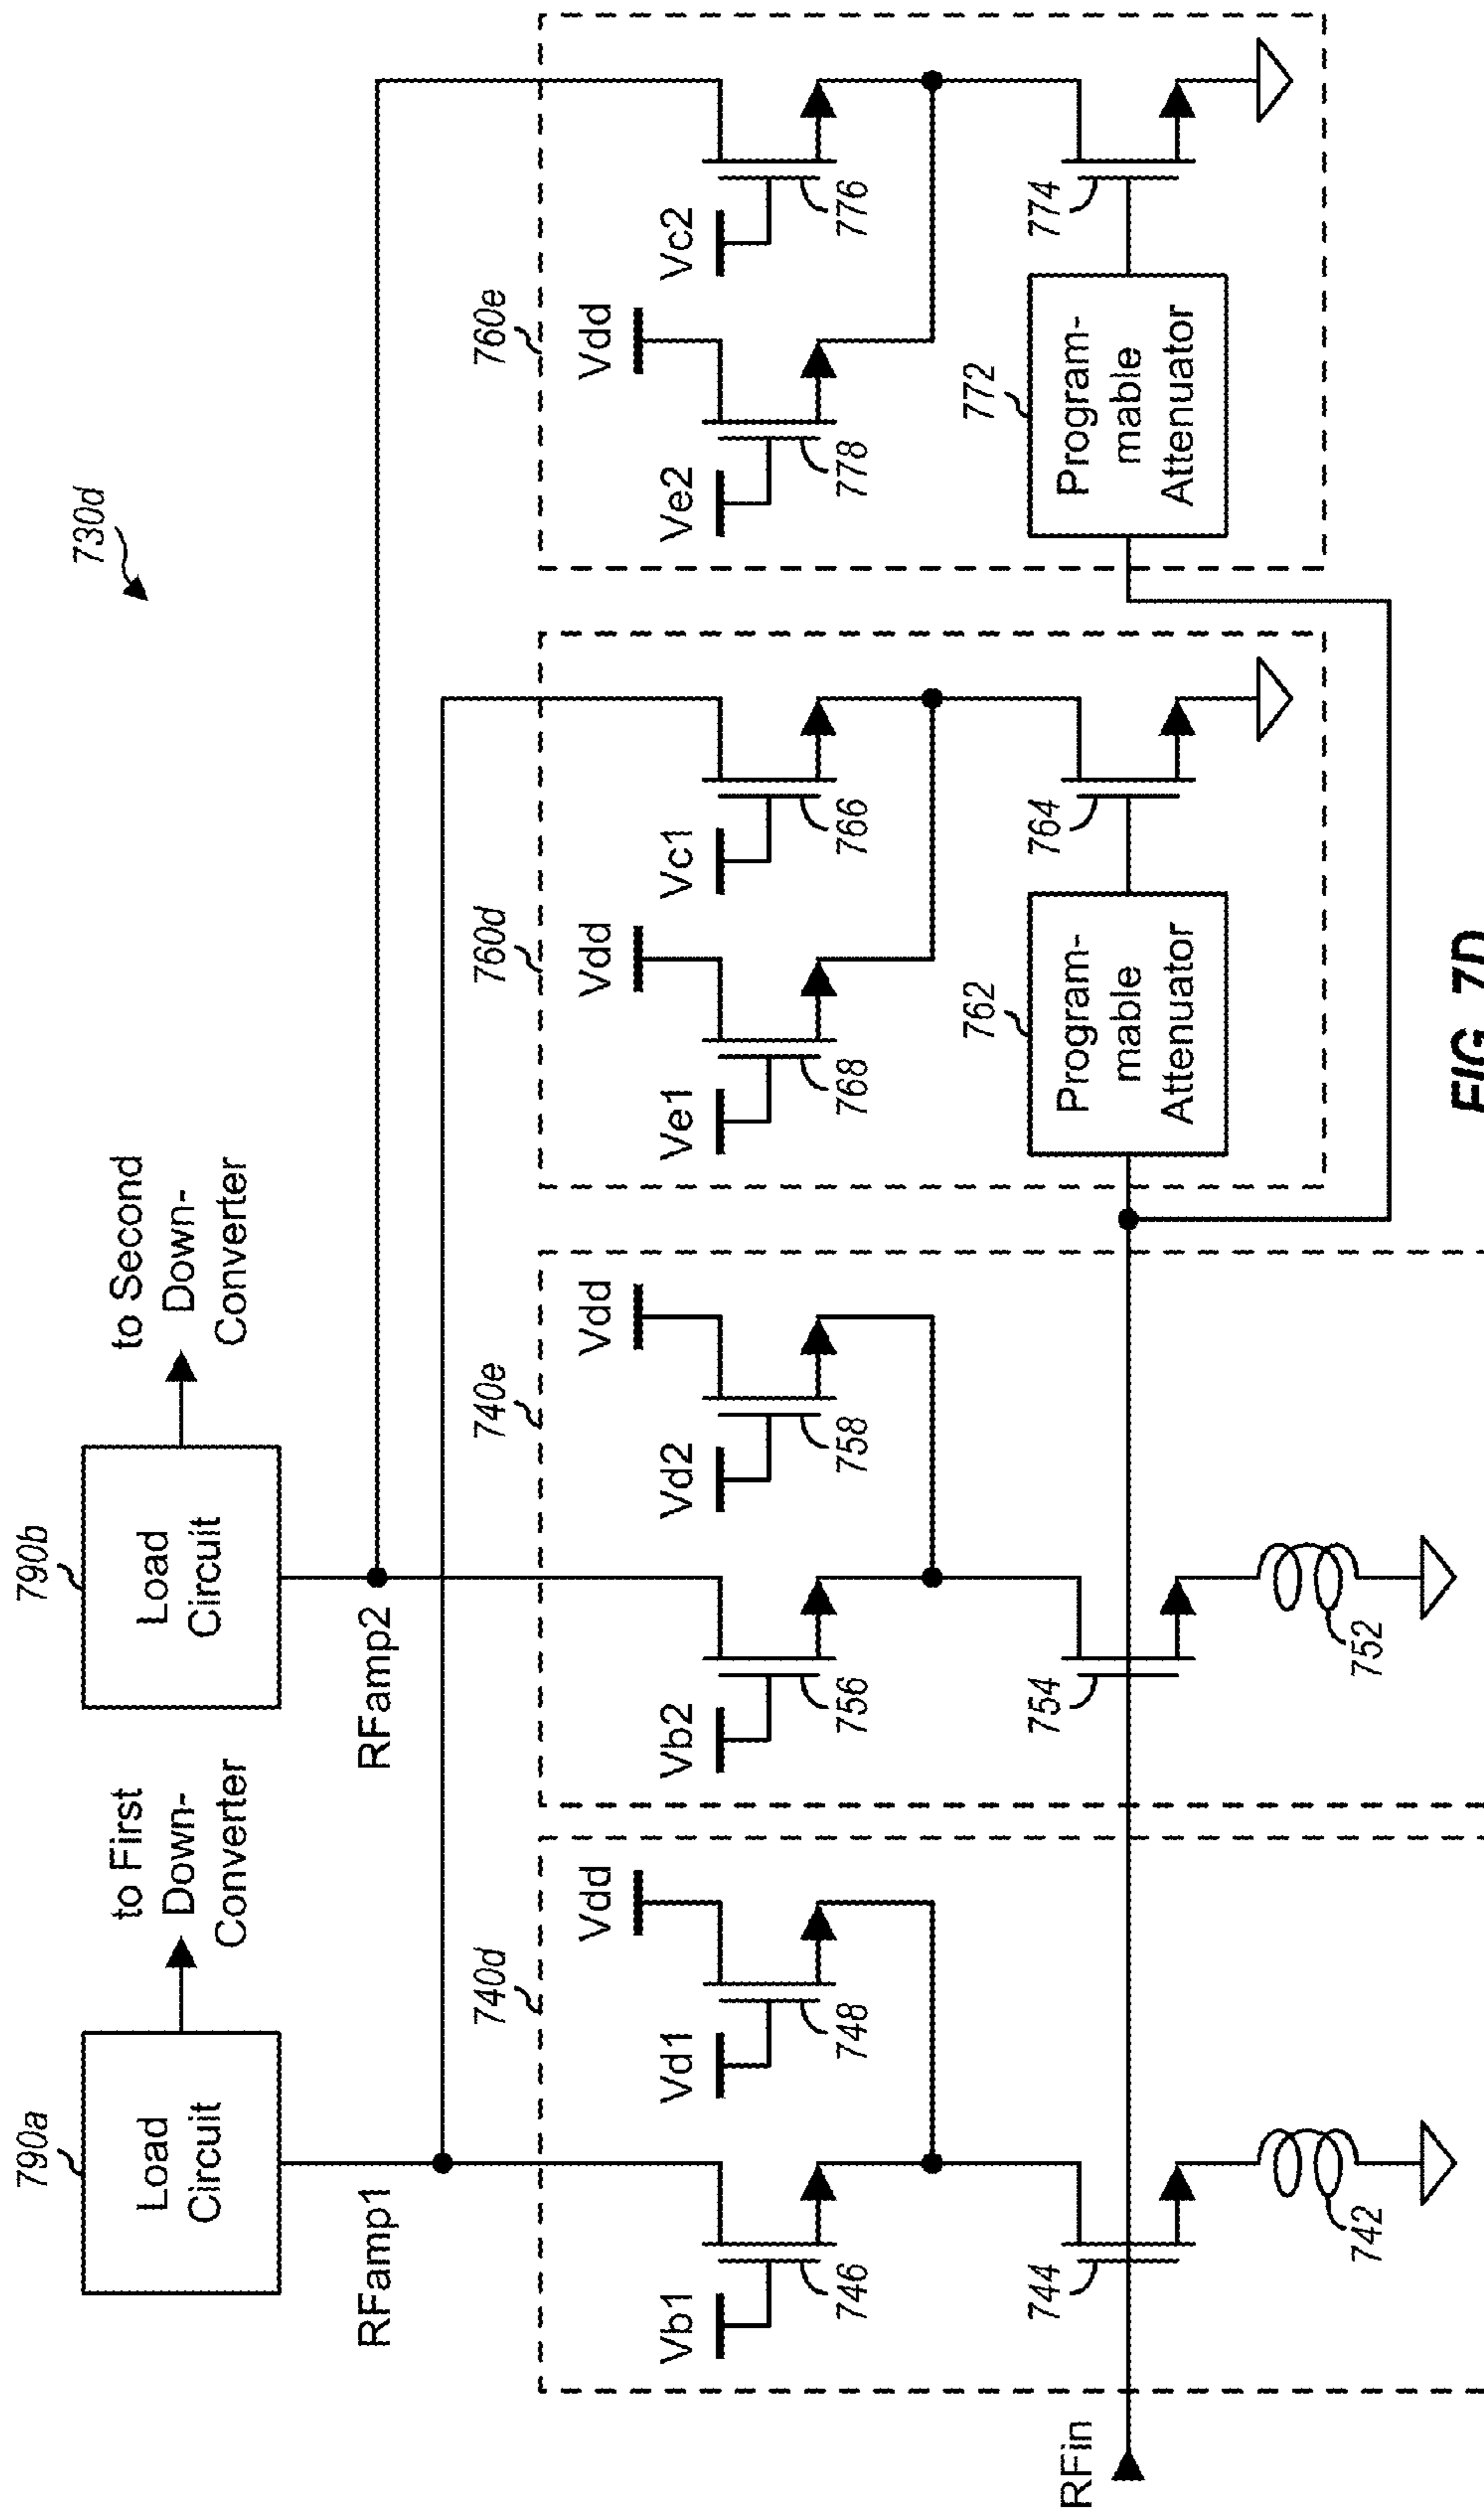 730d
790a
Load
Circuit
to First
Down-
Converter
790b
Load
Circuit
to Second
Down-
Converter
RFamp1
RFamp2
740d
Vdd
Vb1
Vd1
746
748
744
742
740e
Vdd
Vb2
Vd2
756
758
754
752
760d
Vdd
Ve1
Vc1
768
766
762
Program-
mable
Attenuator
764
760e
Vdd
Ve2
Vc2
778
776
772
Program-
mable
Attenuator
774
RFin
FIG. 7D